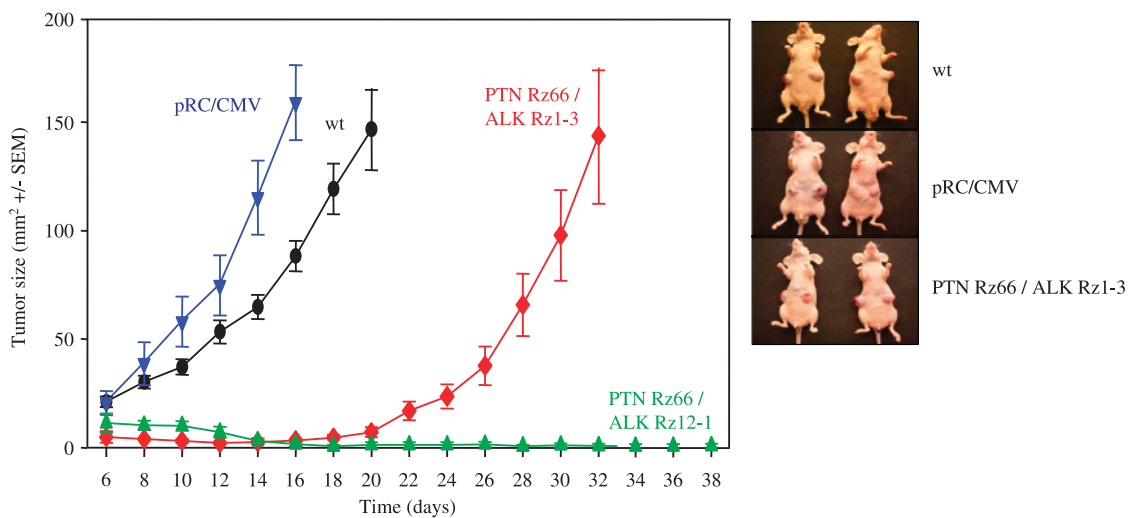 200
150
100
50
0
Tumor size (mm² +/- SEM)
pRC/CMV
wt
PTN Rz66 /
ALK Rz1-3
PTN Rz66 /
ALK Rz12-1
6 8 10 12 14 16 18 20 22 24 26 28 30 32 34 36 38
Time (days)
wt
pRC/CMV
PTN Rz66 / ALK Rz1-3